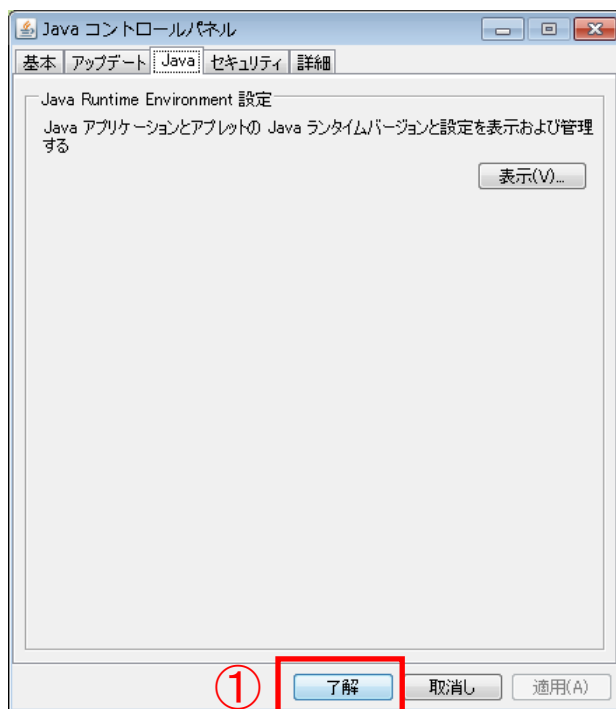 Java コントロールパネル
基本 アップデート Java セキュリティ 詳細
Java Runtime Environment 設定
Java アプリケーションとアプレットの Java ランタイムバージョンと設定を表示および管理
する
表示(V)...
① 了解 取消し 適用(A)